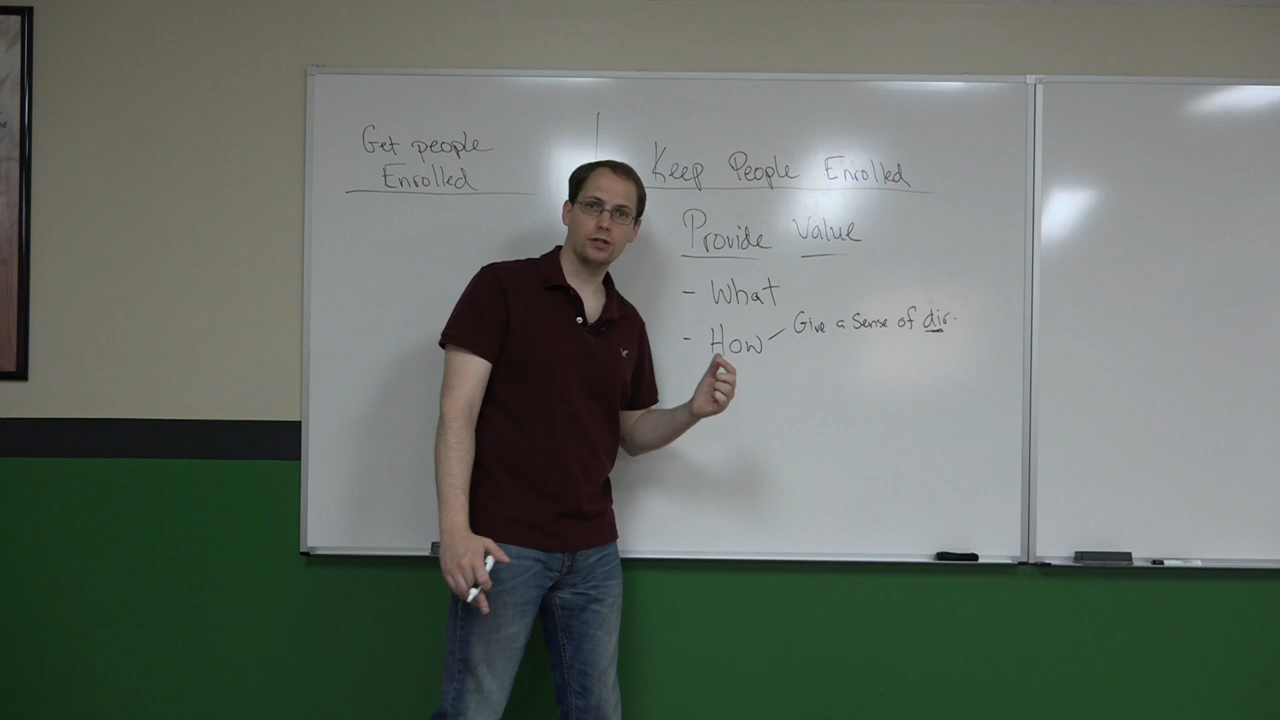 Get people
Enrolled
Keep People Enrolled
Provide Value
- What
- How
Give a Sense of dir.